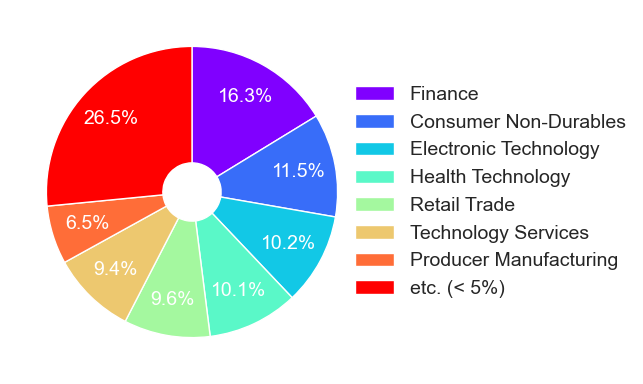 16.3%
26.5%
11.5%
6.5%
10.2%
9.4%
10.1%
9.6%
Finance
Consumer Non-Durables
Electronic Technology
Health Technology
Retail Trade
Technology Services
Producer Manufacturing
etc. (< 5%)